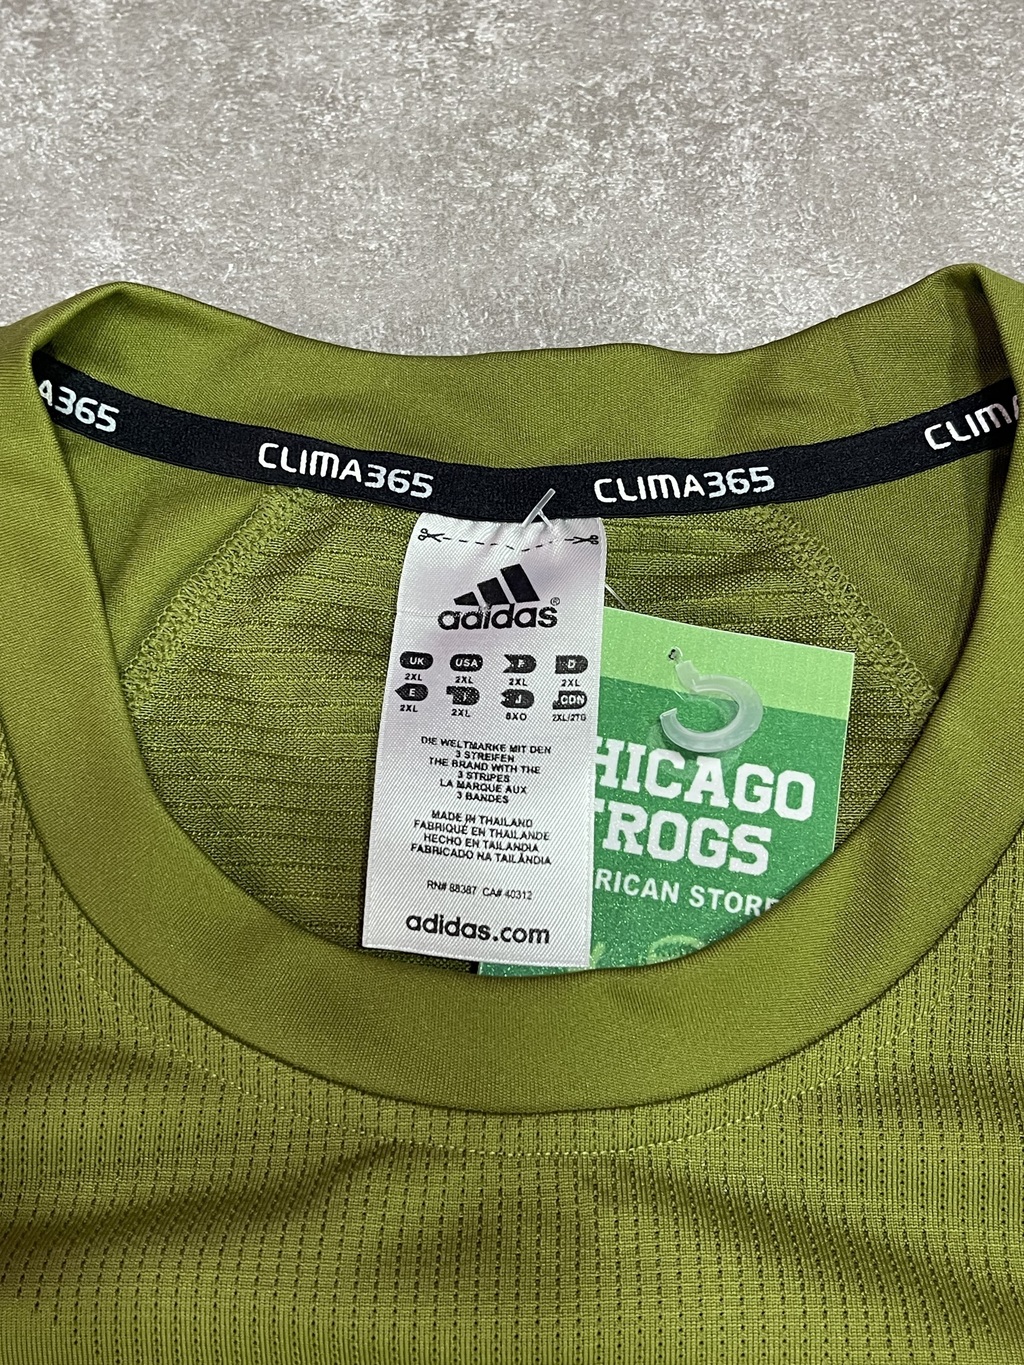 A365
CLIMA365
CLIMA365
CLIM
adidas®
UK USA F D
2XL 2XL 2XL 2XL
E I J CDN
2XL 2XL 8XO 2XL/2TG
DIE WELTMARKE MIT DEN
3 STREIFEN
THE BRAND WITH THE
3 STRIPES
LA MARQUE AUX
3 BANDES
MADE IN THAILAND
FABRIQUÉ EN THAILANDE
HECHO EN TAILANDIA
FABRICADO NA TAILÂNDIA
RN# 88387 CA# 40312
adidas.com
HICAGO
ROGS
RICAN STORE